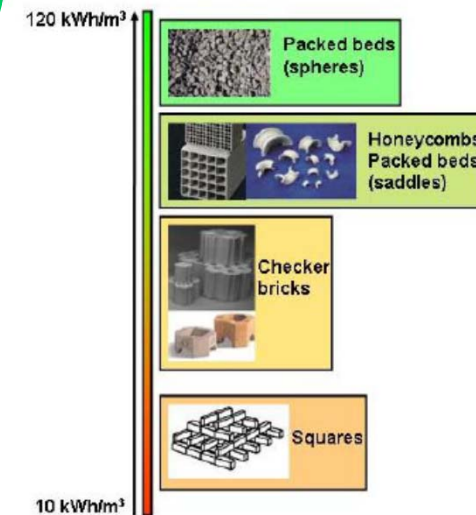 120 kWh/m³
Packed beds
(spheres)
Honeycombs
Packed beds
(saddles)
Checker
bricks
Squares
10 kWh/m³